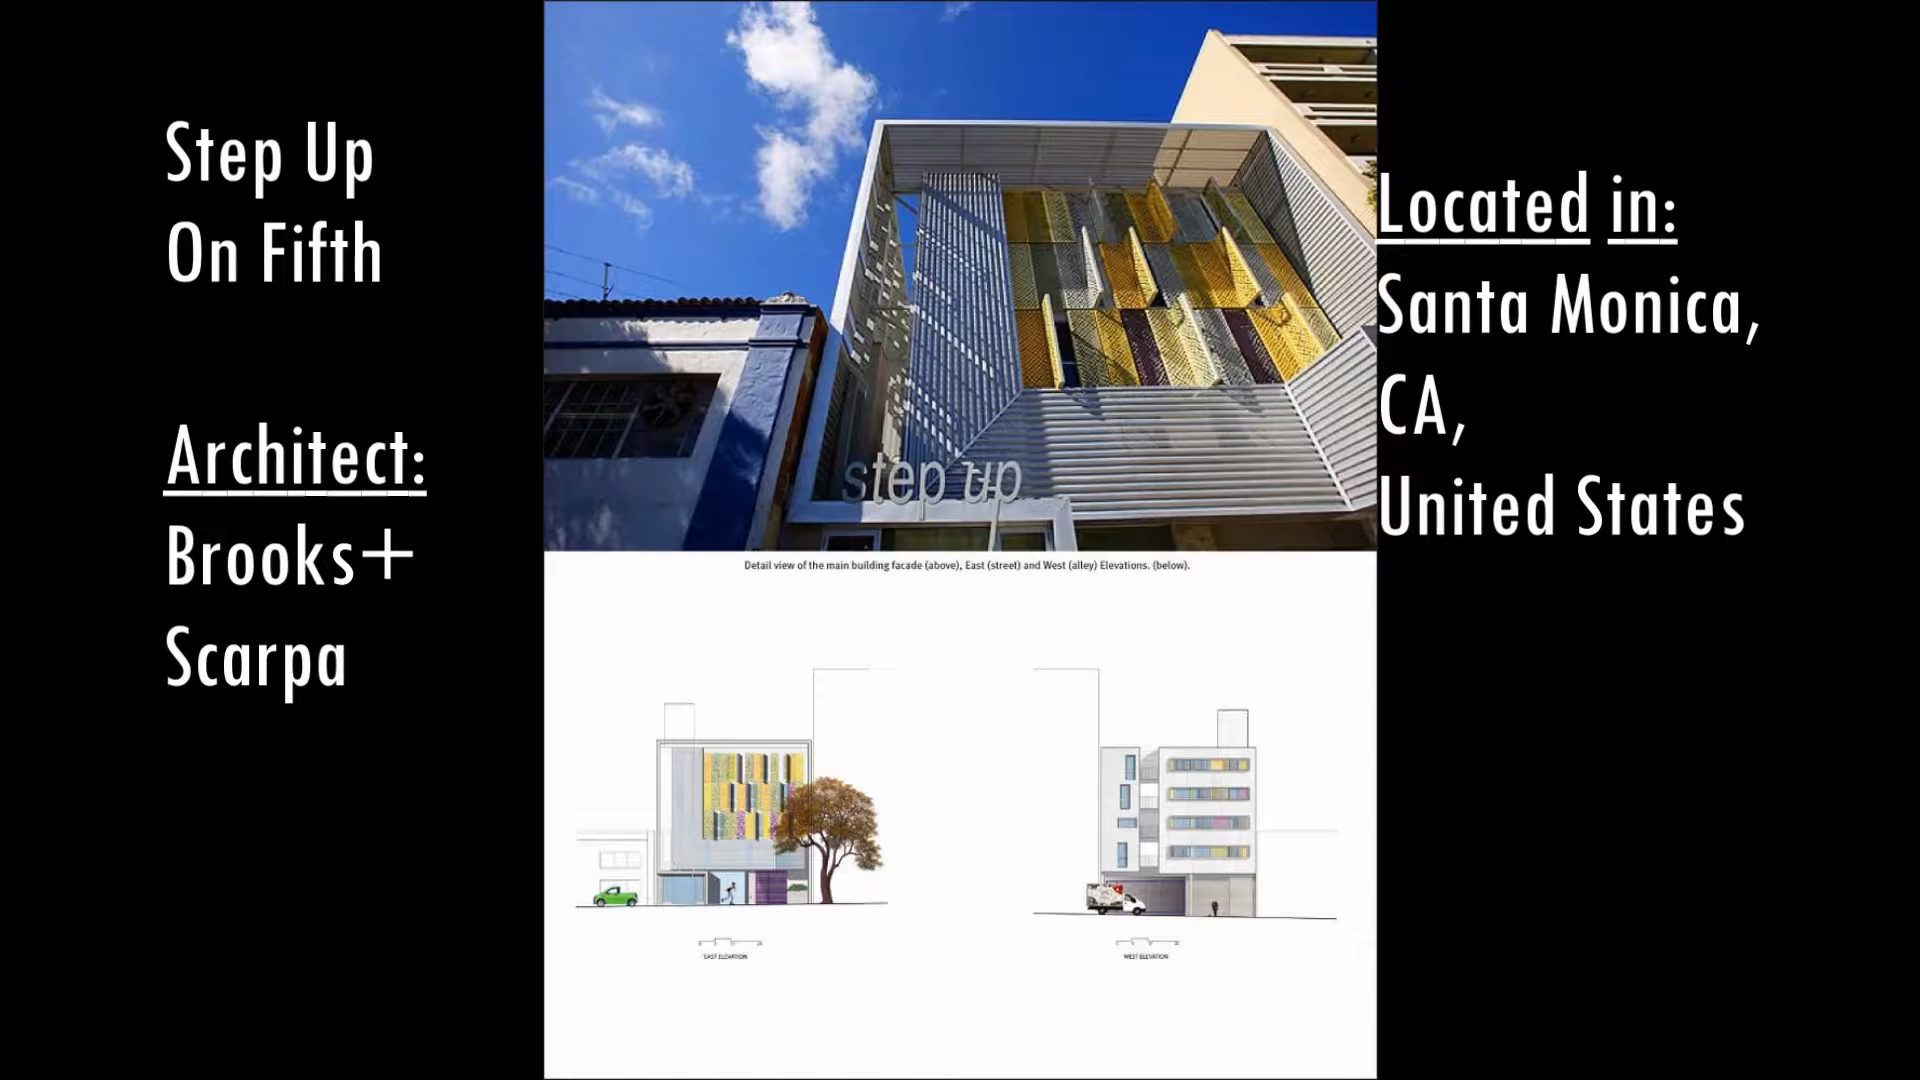 Step Up
On Fifth
Architect:
Brooks+
Scarpa
step up
Detail view of the main building facade (above), East (street) and West (alley) Elevations. (below).
EAST ELEVATION
WEST ELEVATION
Located in:
Santa Monica,
CA,
United States